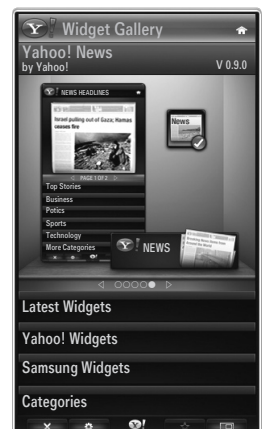 Y! Widget Gallery
Yahoo! News
by Yahoo!
V 0.9.0
Y! NEWS HEADLINES
Israel pulling out of Gaza; Hamas
ceases fire
PAGE 1 OF 2
Top Stories
Business
Potics
Sports
Technology
More Categories
News
Y! NEWS
Latest Widgets
Yahoo! Widgets
Samsung Widgets
Categories
Y!